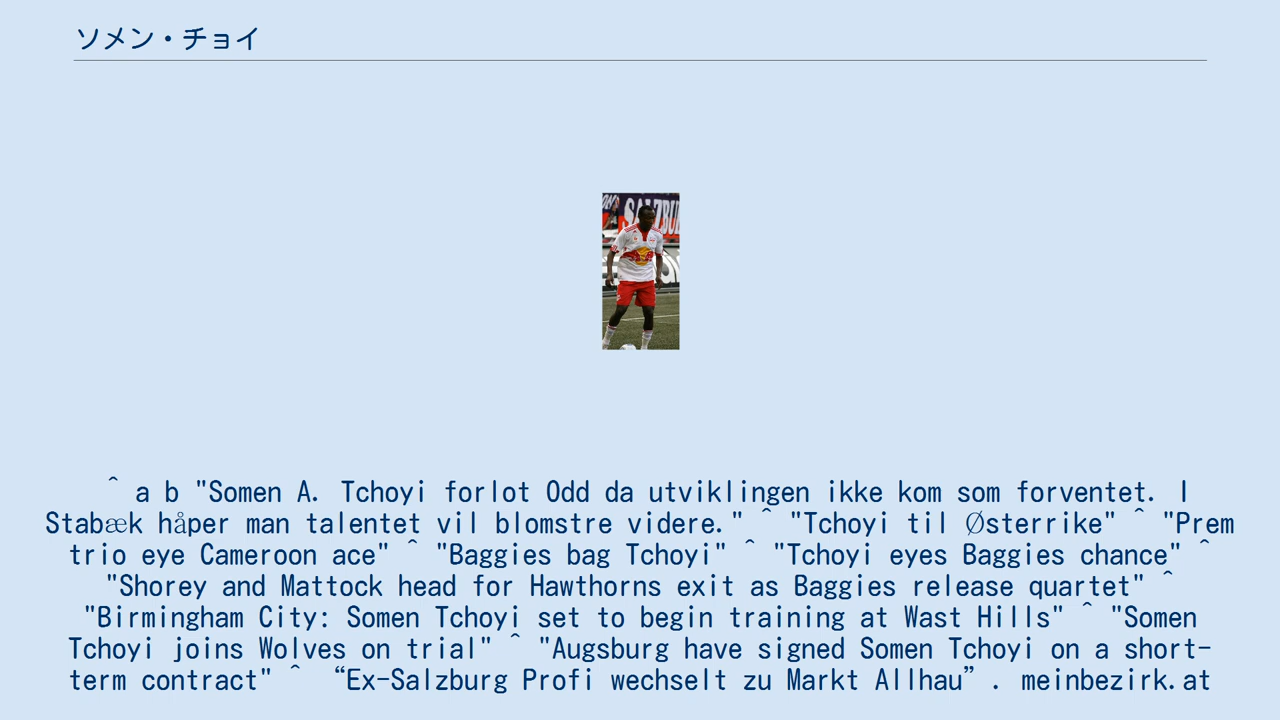 ソメン・チョイ
SALZBU
^ a b "Somen A. Tchoyi forlot Odd da utviklingen ikke kom som forventet. I
Stabæk håper man talentet vil blomstre videre." ^ "Tchoyi til Østerrike" ^ "Prem
trio eye Cameroon ace" ^ "Baggies bag Tchoyi" ^ "Tchoyi eyes Baggies chance" ^
"Shorey and Mattock head for Hawthorns exit as Baggies release quartet" ^
"Birmingham City: Somen Tchoyi set to begin training at Wast Hills" ^ "Somen
Tchoyi joins Wolves on trial" ^ "Augsburg have signed Somen Tchoyi on a short-
term contract" ^ “Ex-Salzburg Profi wechselt zu Markt Allhau”. meinbezirk.at